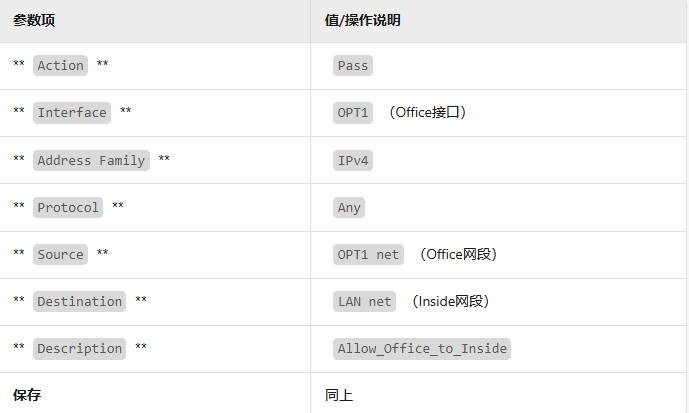 参数项 值/操作说明
** Action ** Pass
** Interface ** OPT1 （Office接口）
** Address Family ** IPv4
** Protocol ** Any
** Source ** OPT1 net （Office网段）
** Destination ** LAN net （Inside网段）
** Description ** Allow_Office_to_Inside
保存 同上